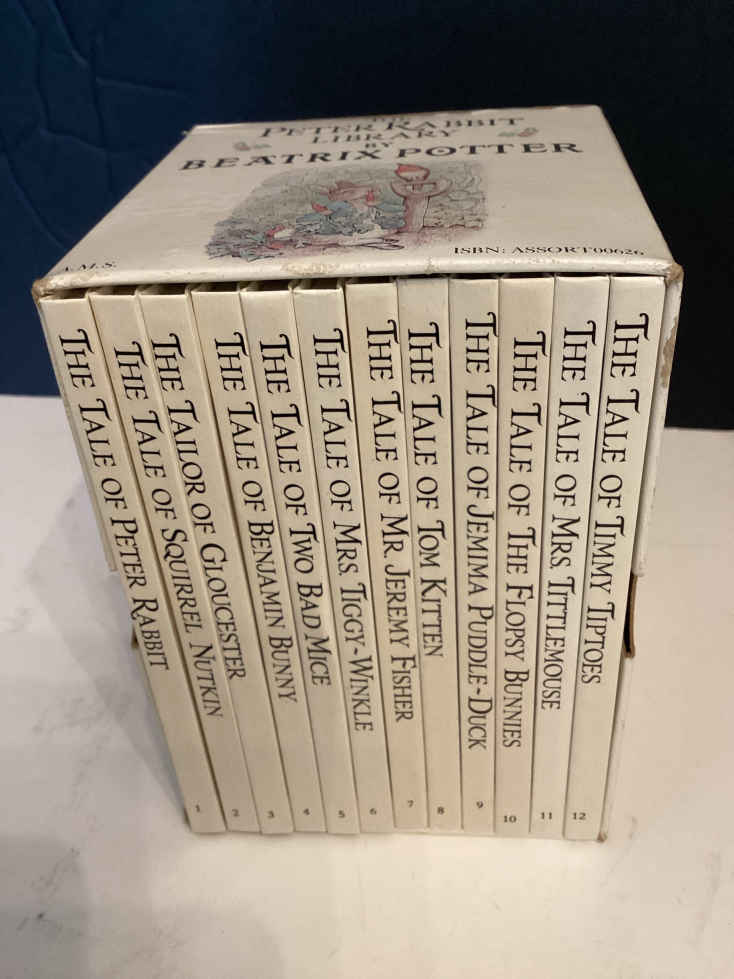 THE
PETER RABBIT
LIBRARY
BY
BEATRIX POTTER
A.M.S.
ISBN: ASSORT00626
THE TALE OF PETER RABBIT
1
THE TALE OF SQUIRREL NUTKIN
2
THE TAILOR OF GLOUCESTER
3
THE TALE OF BENJAMIN BUNNY
4
THE TALE OF TWO BAD MICE
5
THE TALE OF MRS. TIGGY-WINKLE
6
THE TALE OF MR. JEREMY FISHER
7
THE TALE OF TOM KITTEN
8
THE TALE OF JEMIMA PUDDLE-DUCK
9
THE TALE OF THE FLOPSY BUNNIES
10
THE TALE OF MRS. TITTLEMOUSE
11
THE TALE OF TIMMY TIPTOES
12